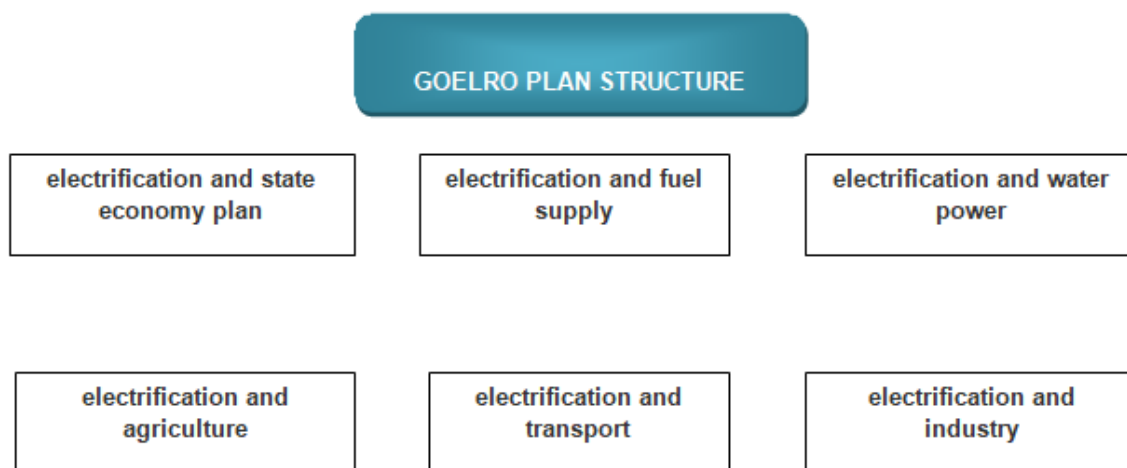 GOELRO PLAN STRUCTURE
electrification and state
economy plan
electrification and fuel
supply
electrification and water
power
electrification and
agriculture
electrification and
transport
electrification and
industry